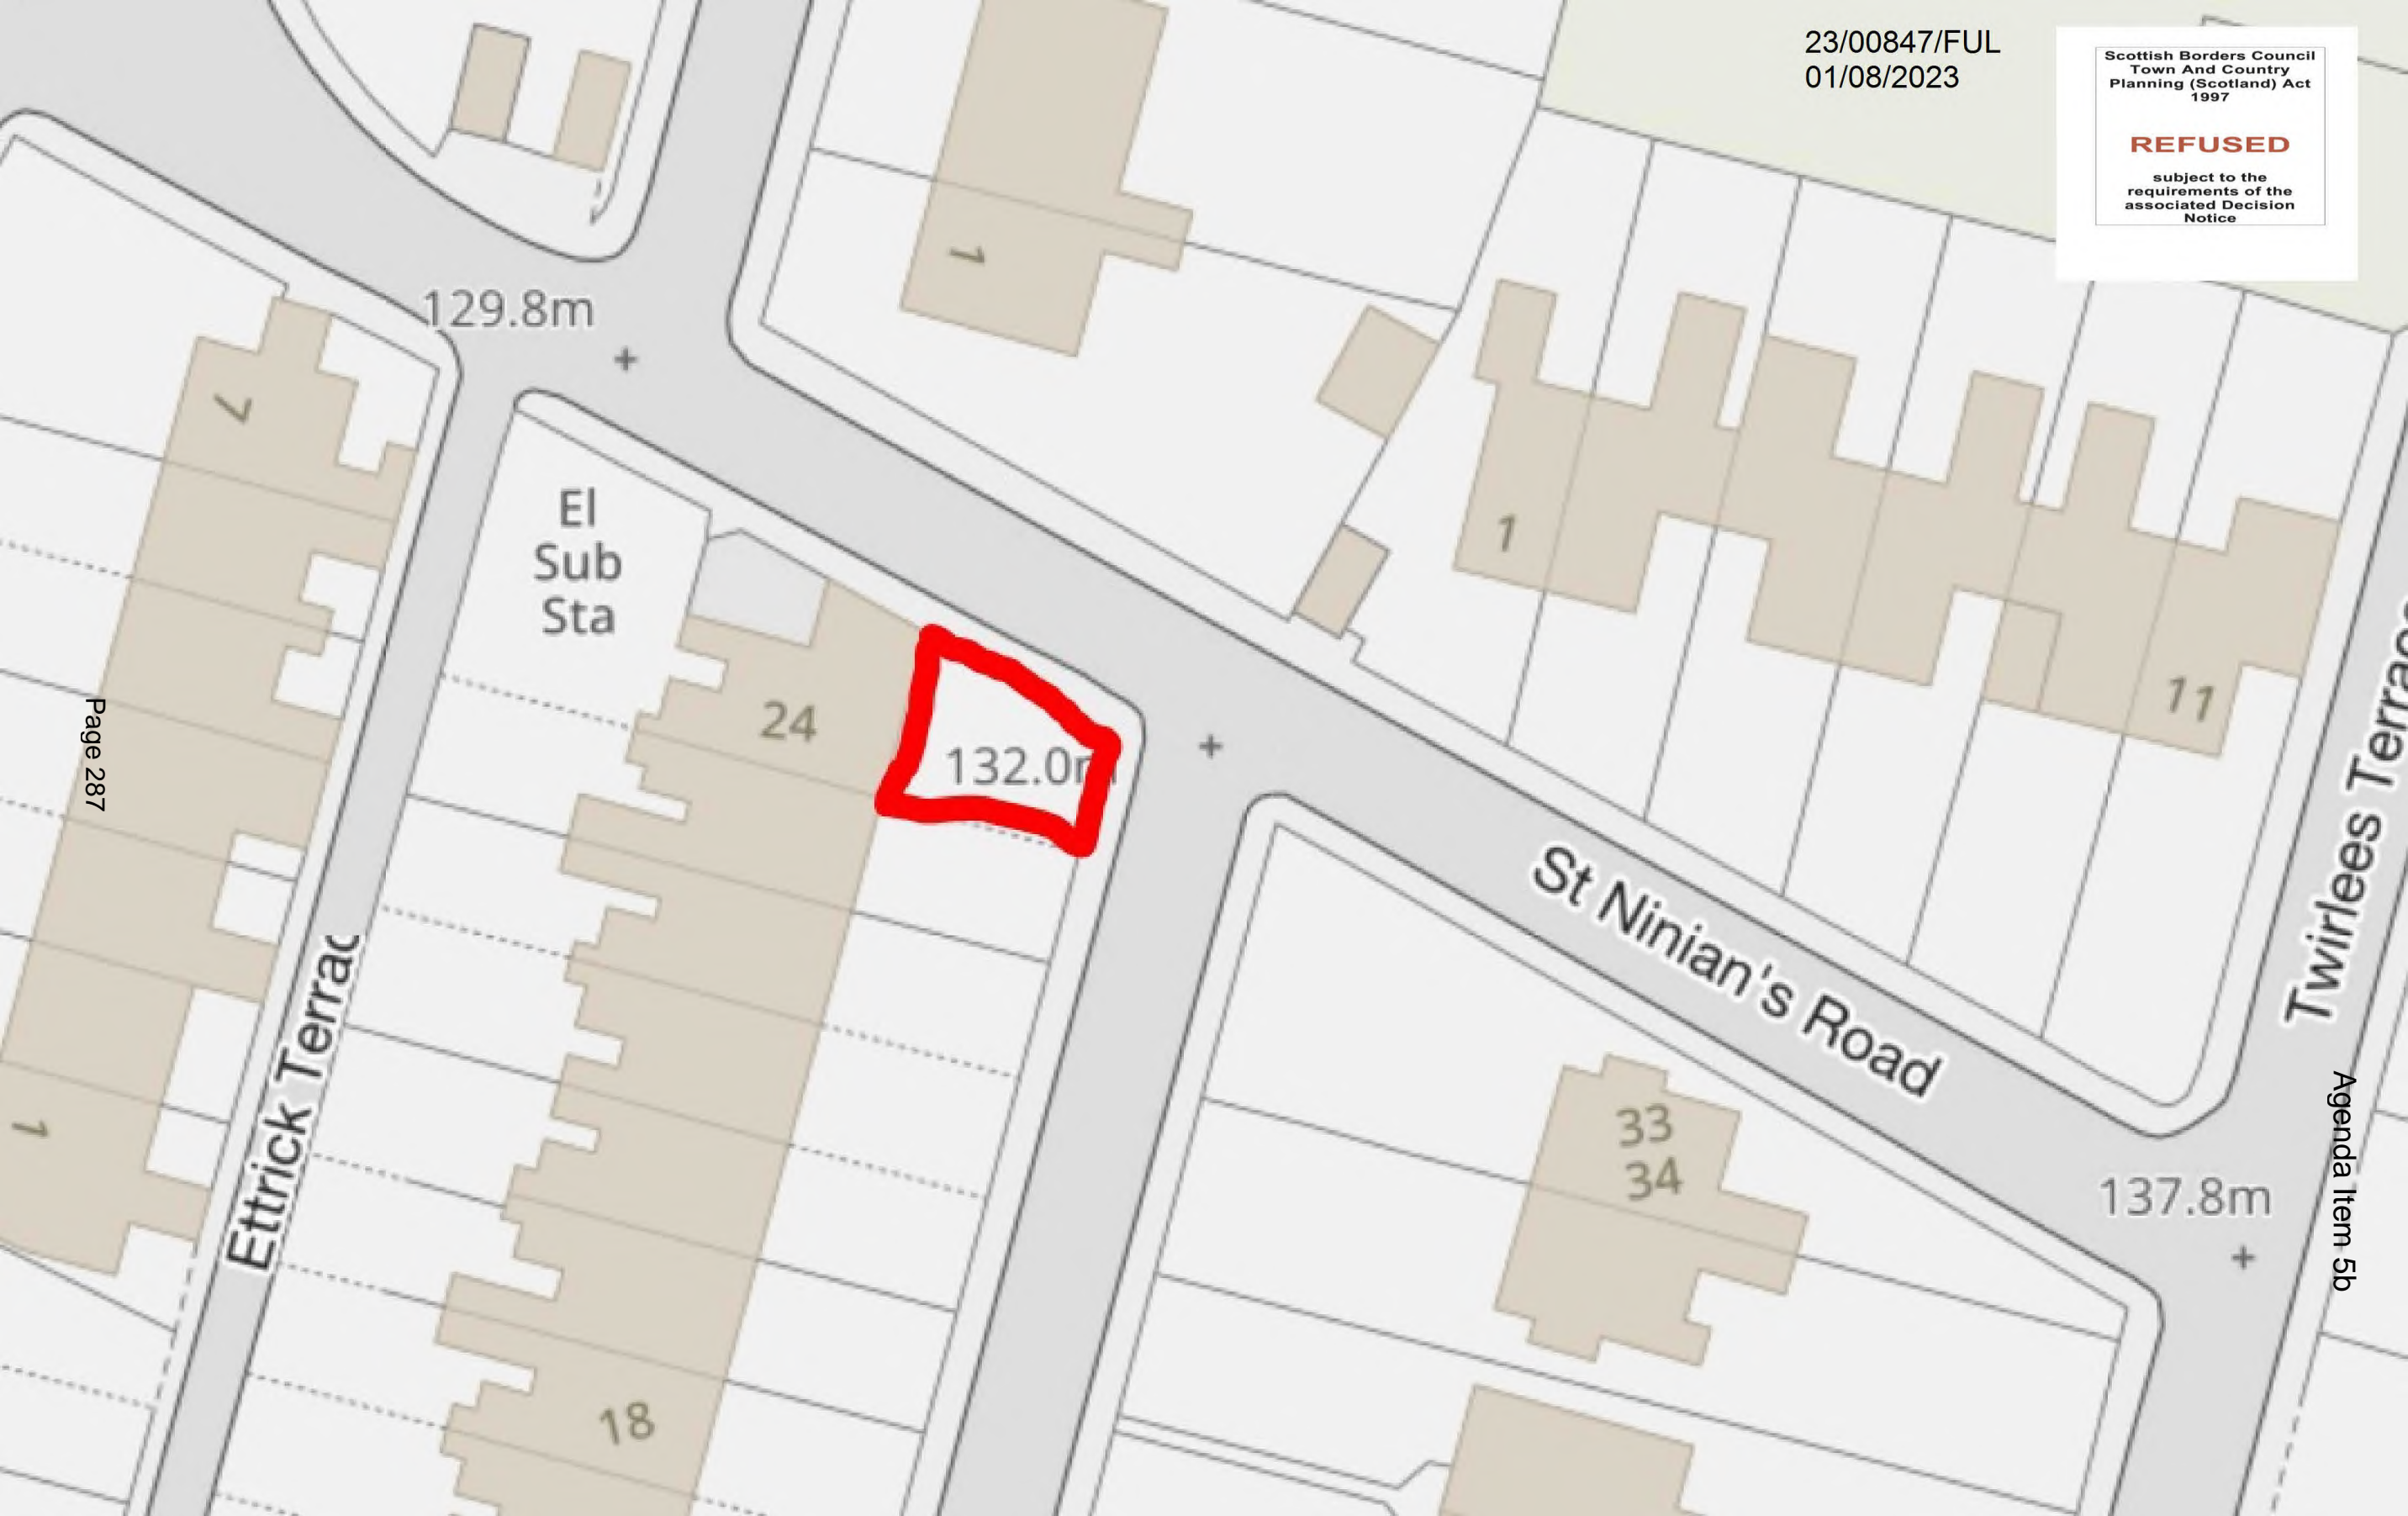 23/00847/FUL
01/08/2023
Scottish Borders Council
Town And Country
Planning (Scotland) Act
1997
REFUSED
subject to the
requirements of the
associated Decision
Notice
1
129.8m
7
El
Sub
Sta
1
24
11
132.0m
Page 287
St Ninian's Road
Twirlees Terrace
Ettrick Terrac
33
34
1
137.8m
Agenda Item 5b
18